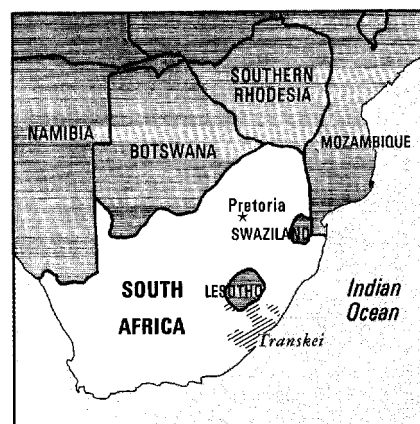 SOUTHERN
RHODESIA
NAMIBIA
BOTSWANA
MOZAMBIQUE
Pretoria
SWAZILAND
SOUTH
AFRICA
LESOTHO
Indian
Ocean
Transkei